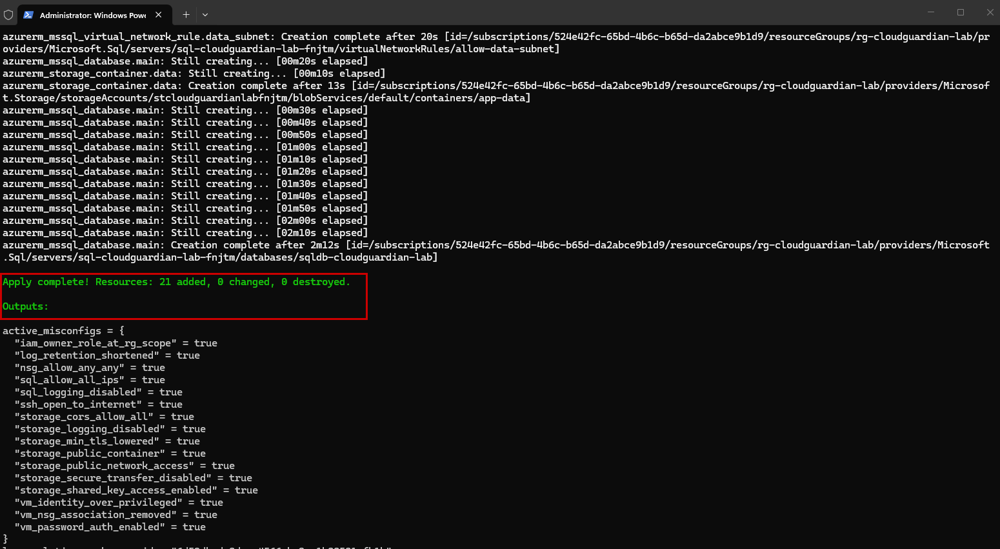 Administrator: Windows Powe
azurerm_mssql_virtual_network_rule.data_subnet: Creation complete after 20s [id=/subscriptions/524e42fc-65bd-4b6c-b65d-da2abce9b1d9/resourceGroups/rg-cloudguardian-lab/pr
oviders/Microsoft.Sql/servers/sql-cloudguardian-lab-fnjtm/virtualNetworkRules/allow-data-subnet]
azurerm_mssql_database.main: Still creating... [00m20s elapsed]
azurerm_storage_container.data: Still creating... [00m10s elapsed]
azurerm_storage_container.data: Creation complete after 13s [id=/subscriptions/524e42fc-65bd-4b6c-b65d-da2abce9b1d9/resourceGroups/rg-cloudguardian-lab/providers/Microsof
t.Storage/storageAccounts/stcloudguardianlabfnjtm/blobServices/default/containers/app-data]
azurerm_mssql_database.main: Still creating... [00m30s elapsed]
azurerm_mssql_database.main: Still creating... [00m40s elapsed]
azurerm_mssql_database.main: Still creating... [00m50s elapsed]
azurerm_mssql_database.main: Still creating... [01m00s elapsed]
azurerm_mssql_database.main: Still creating... [01m10s elapsed]
azurerm_mssql_database.main: Still creating... [01m20s elapsed]
azurerm_mssql_database.main: Still creating... [01m30s elapsed]
azurerm_mssql_database.main: Still creating... [01m40s elapsed]
azurerm_mssql_database.main: Still creating... [01m50s elapsed]
azurerm_mssql_database.main: Still creating... [02m00s elapsed]
azurerm_mssql_database.main: Still creating... [02m10s elapsed]
azurerm_mssql_database.main: Creation complete after 2m12s [id=/subscriptions/524e42fc-65bd-4b6c-b65d-da2abce9b1d9/resourceGroups/rg-cloudguardian-lab/providers/Microsoft
.Sql/servers/sql-cloudguardian-lab-fnjtm/databases/sqldb-cloudguardian-lab]
Apply complete! Resources: 21 added, 0 changed, 0 destroyed.
Outputs:
active_misconfigs = {
  "iam_owner_role_at_rg_scope" = true
  "log_retention_shortened" = true
  "nsg_allow_any_any" = true
  "sql_allow_all_ips" = true
  "sql_logging_disabled" = true
  "ssh_open_to_internet" = true
  "storage_cors_allow_all" = true
  "storage_logging_disabled" = true
  "storage_min_tls_lowered" = true
  "storage_public_container" = true
  "storage_public_network_access" = true
  "storage_secure_transfer_disabled" = true
  "storage_shared_key_access_enabled" = true
  "vm_identity_over_privileged" = true
  "vm_nsg_association_removed" = true
  "vm_password_auth_enabled" = true
}